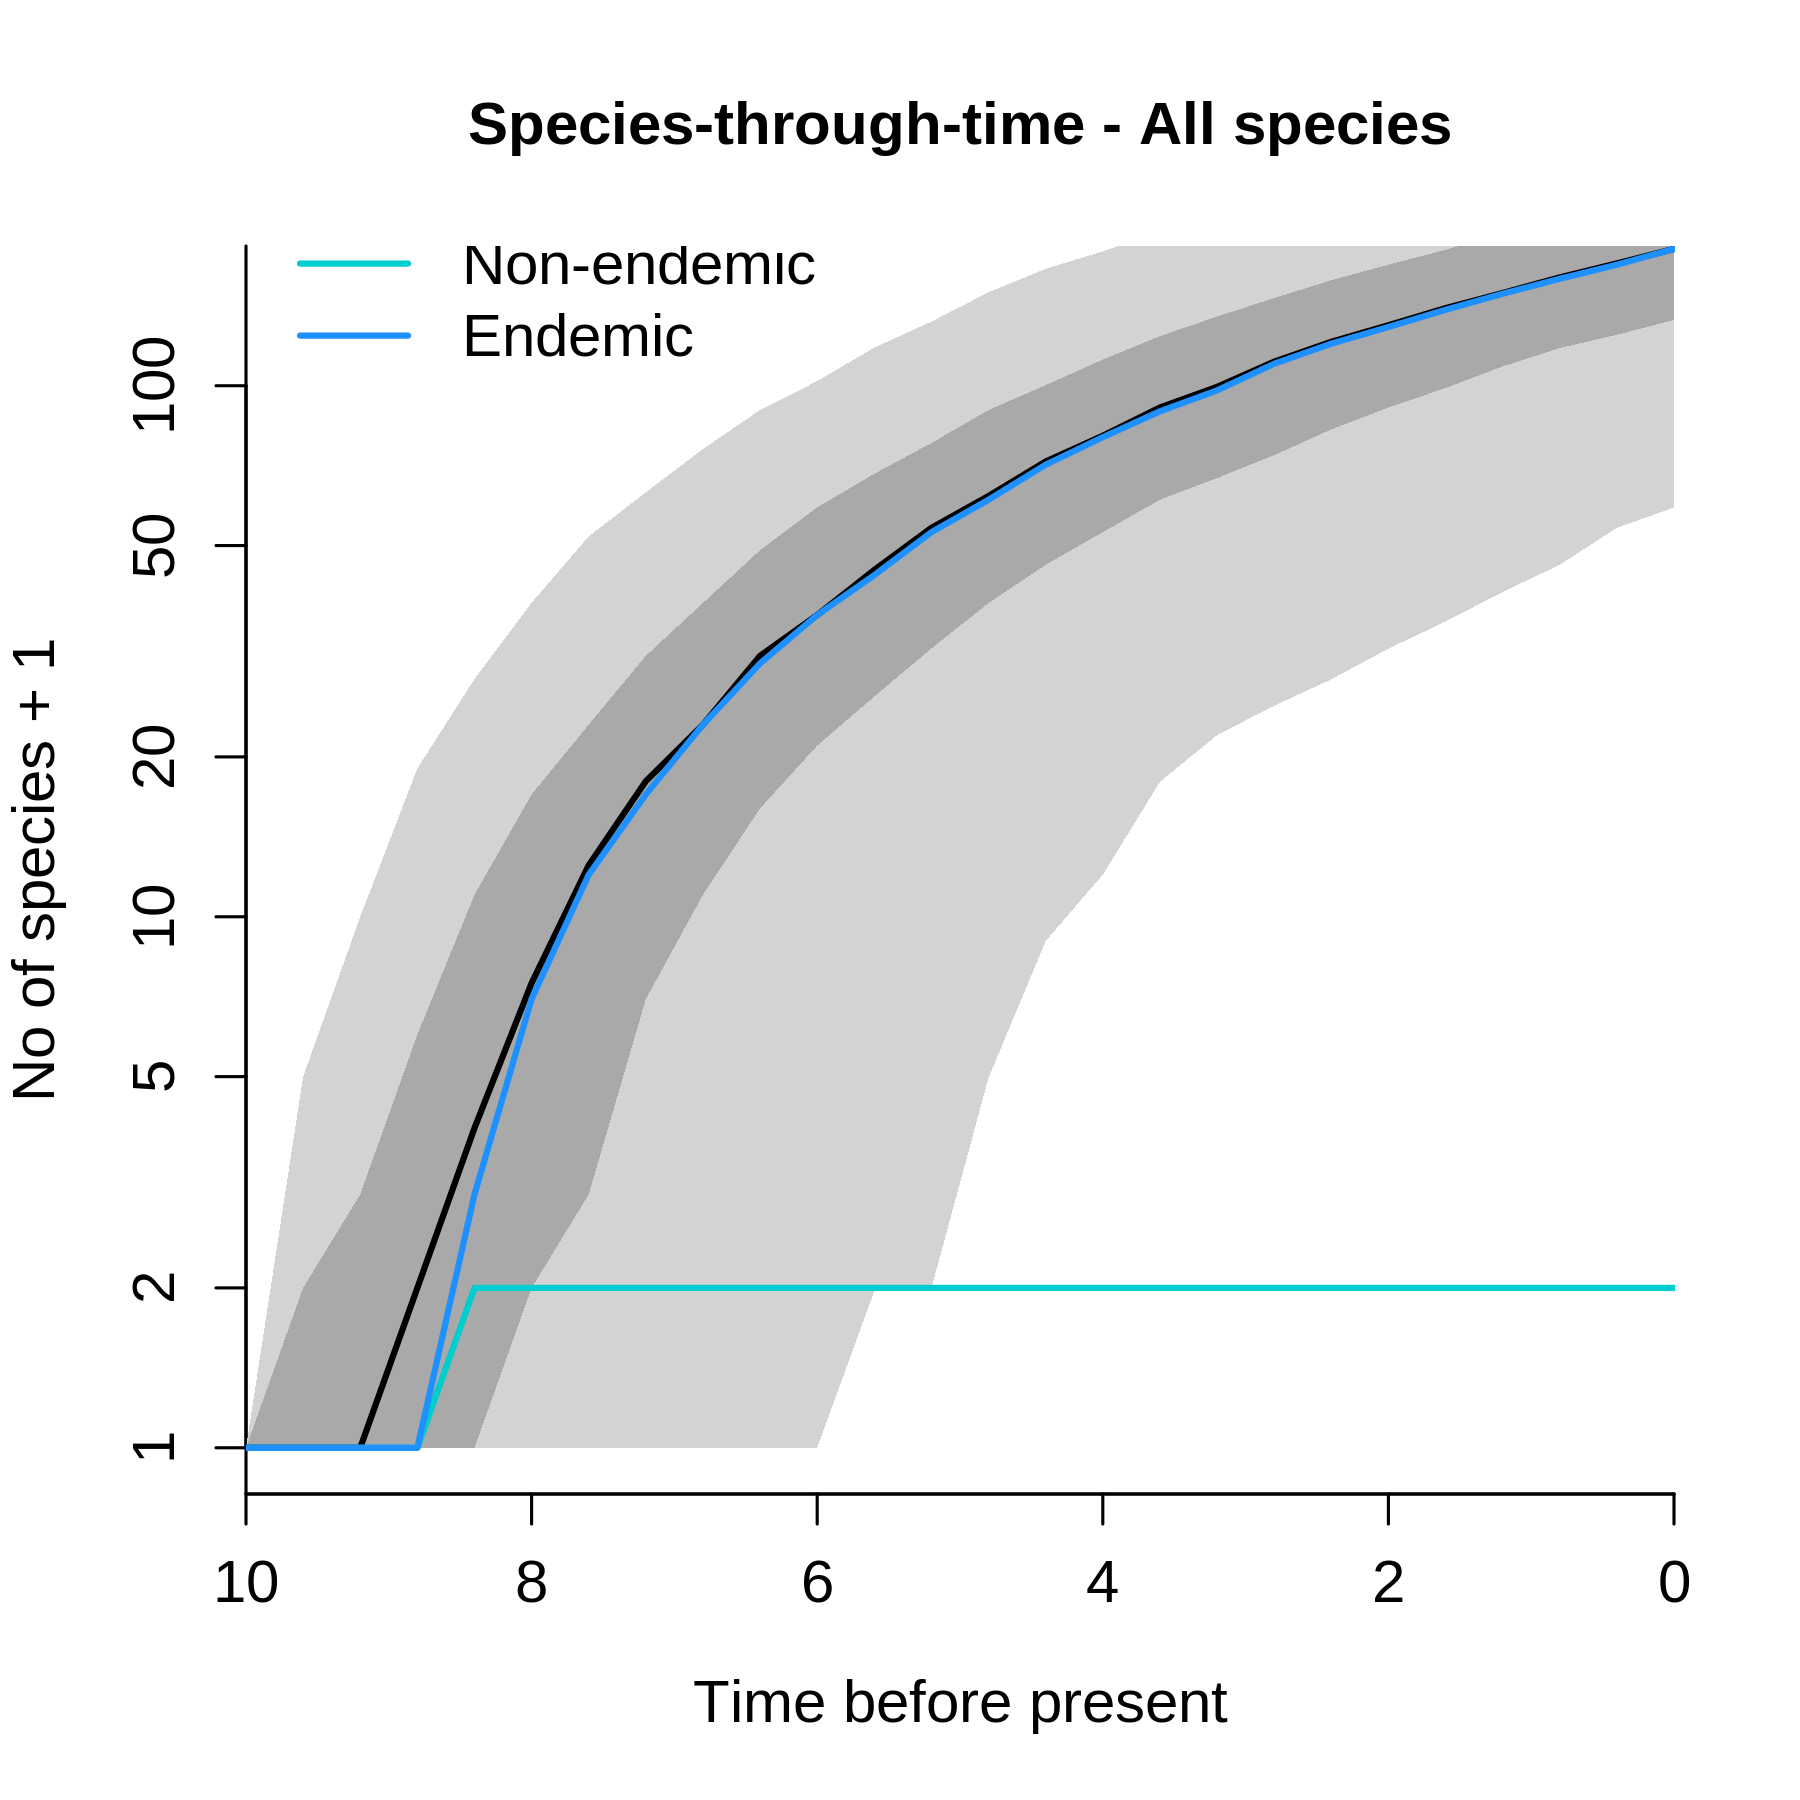 Species-through-time - All species
Non-endemic
Endemic
No of species + 1
100
50
20
10
5
2
1
10 8 6 4 2 0
Time before present